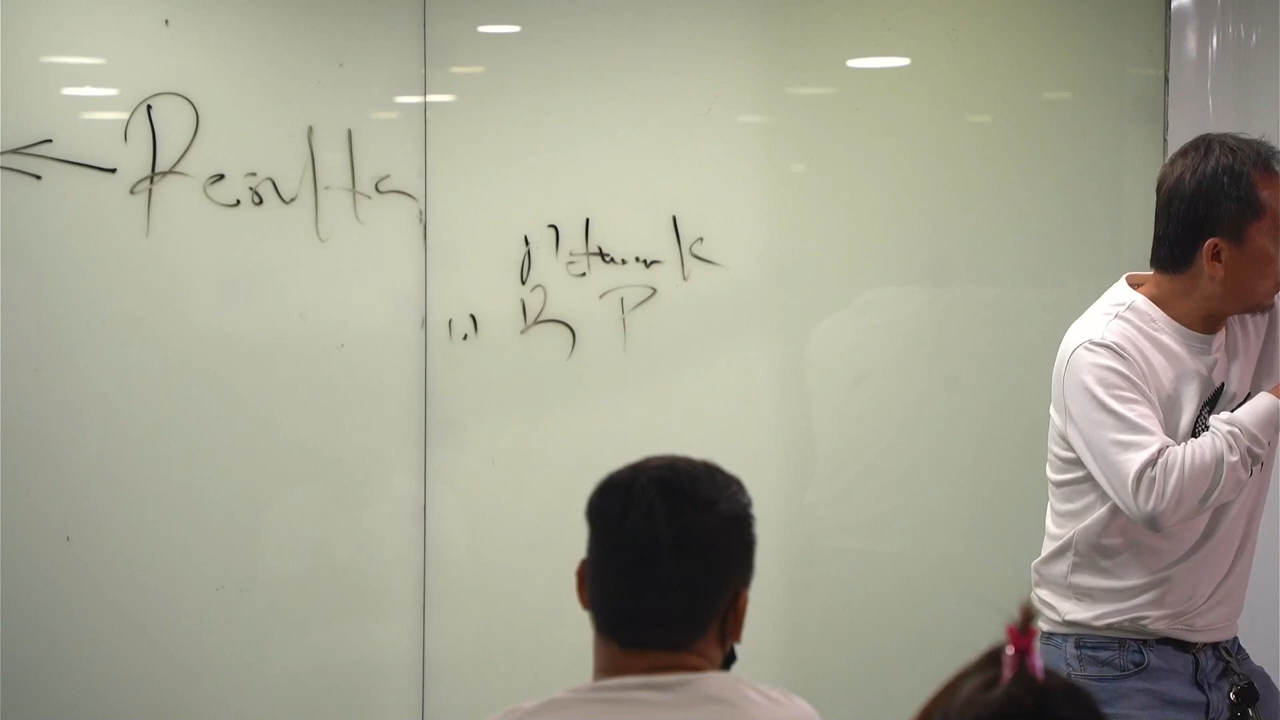 ← Results
Network
1.) R P